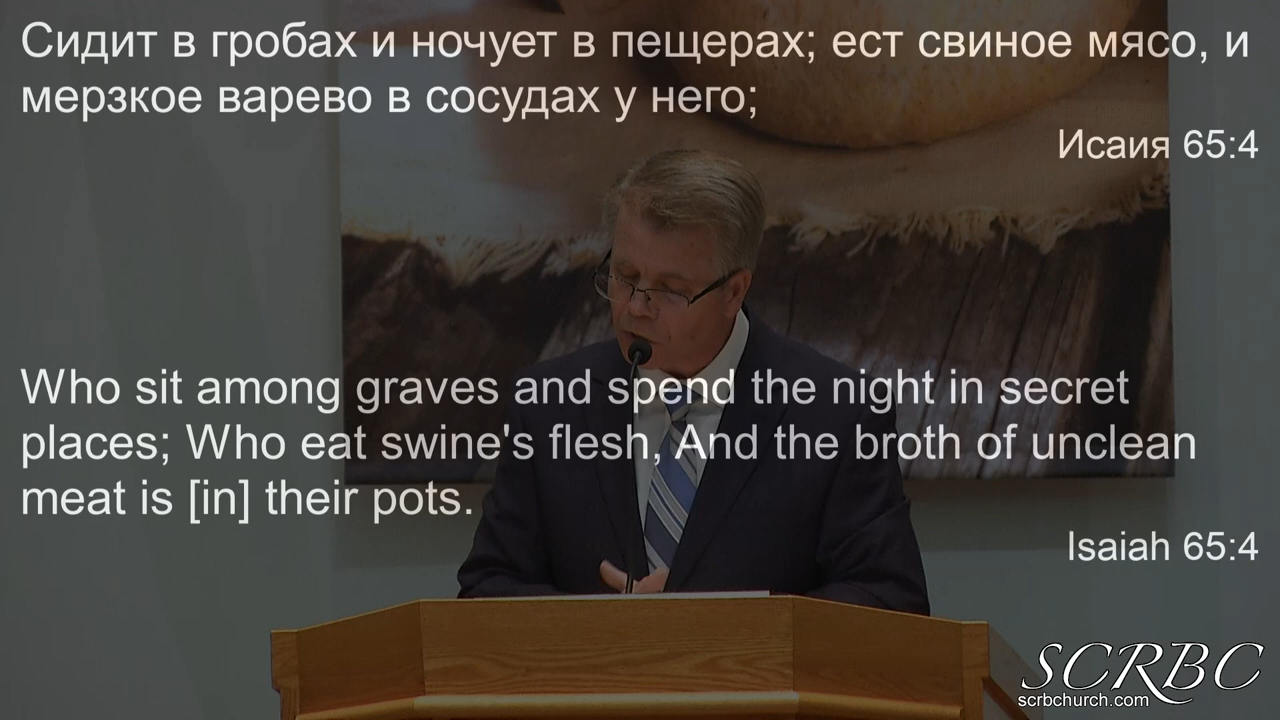 Сидит в гробах и ночует в пещерах; ест свиное мясо, и
мерзкое варево в сосудах у него;
Исаия 65:4
Who sit among graves and spend the night in secret
places; Who eat swine's flesh, And the broth of unclean
meat is [in] their pots.
Isaiah 65:4
SCRBC
scrbchurch.com